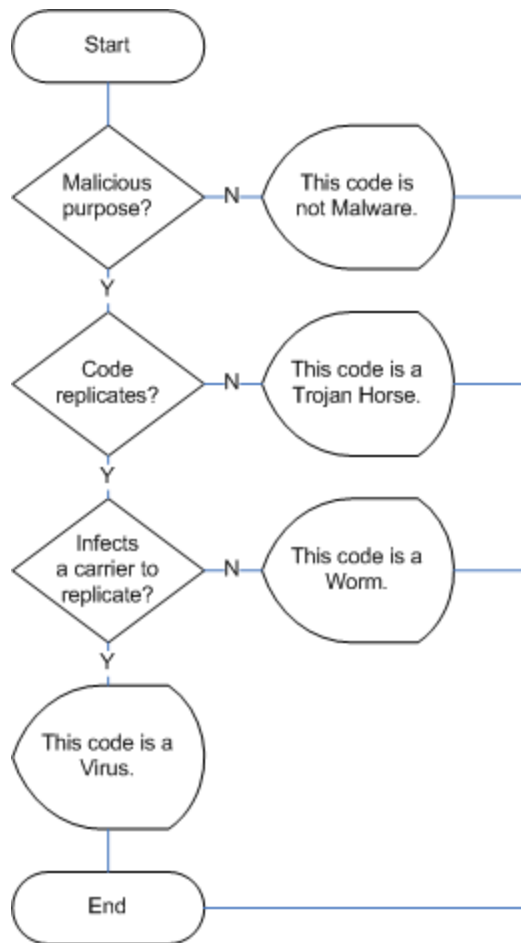 Start
Malicious
purpose?
N
This code is
not Malware.
Y
Code
replicates?
N
This code is a
Trojan Horse.
Y
Infects
a carrier to
replicate?
N
This code is a
Worm.
Y
This code is a
Virus.
End